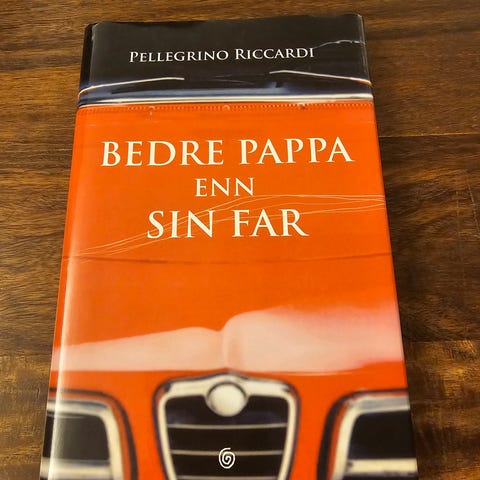 PELLEGRINO RICCARDI
BEDRE PAPPA
ENN
SIN FAR